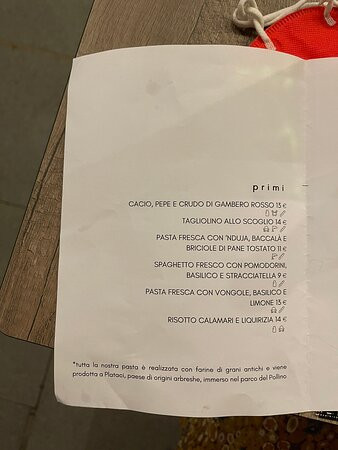 primi
CACIO, PEPE E CRUDO DI GAMBERO ROSSO 13 €
TAGLIOLINO ALLO SCOGLIO 14 €
PASTA FRESCA CON 'NDUJA, BACCALÀ E
BRICIOLE DI PANE TOSTATO 11 €
SPAGHETTO FRESCO CON POMODORINI,
BASILICO E STRACCIATELLA 9 €
PASTA FRESCA CON VONGOLE, BASILICO E
LIMONE 13 €
RISOTTO CALAMARI E LIQUIRIZIA 14 €
*tutta la nostra pasta è realizzata con farine di grani antichi e viene
prodotta a Plataci, paese di origini arbreshe, immerso nel parco del Pollino